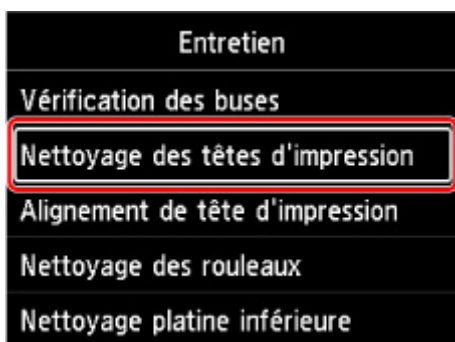 Entretien
Vérification des buses
Nettoyage des têtes d'impression
Alignement de tête d'impression
Nettoyage des rouleaux
Nettoyage platine inférieure